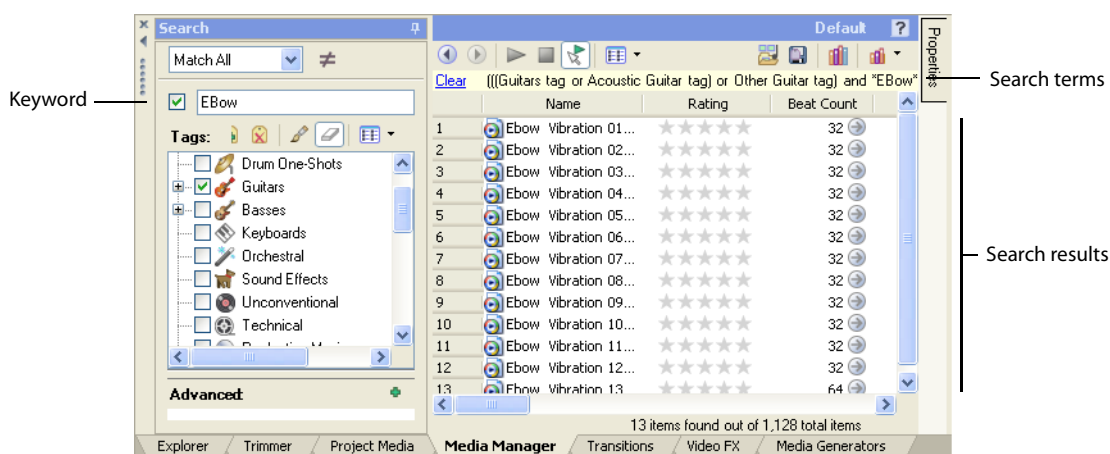 Search
Default
Properties
Match All
Clear (((Guitars tag or Acoustic Guitar tag) or Other Guitar tag) and *EBow*
Search terms
Keyword
EBow
Name Rating Beat Count
Tags:
Drum One-Shots
Guitars
Basses
Keyboards
Orchestral
Sound Effects
Unconventional
Technical
1 Ebow Vibration 01... 32
2 Ebow Vibration 02... 32
3 Ebow Vibration 03... 32
4 Ebow Vibration 04... 32
5 Ebow Vibration 05... 32
6 Ebow Vibration 06... 32
7 Ebow Vibration 07... 32
8 Ebow Vibration 08... 32
9 Ebow Vibration 09... 32
10 Ebow Vibration 10... 32
11 Ebow Vibration 11... 32
12 Ebow Vibration 12... 32
13 Ebow Vibration 13 64
Search results
Advanced
13 items found out of 1,128 total items
Explorer Trimmer Project Media Media Manager Transitions Video FX Media Generators